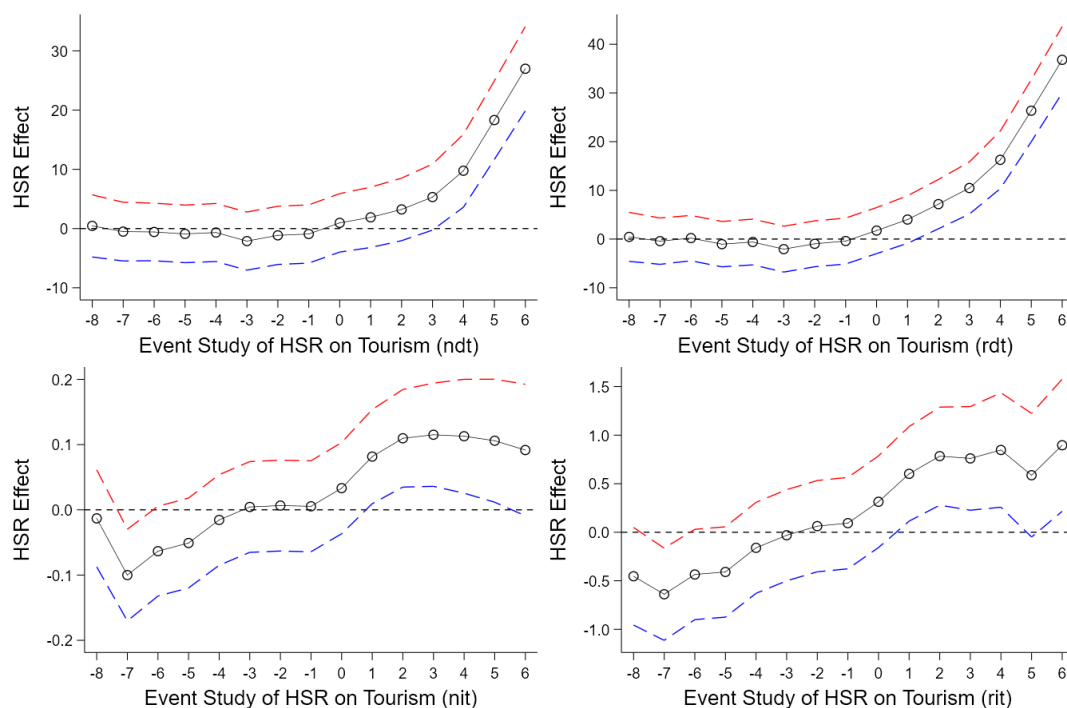 HSR Effect
30
20
10
0
-10
-8 -7 -6 -5 -4 -3 -2 -1 0 1 2 3 4 5 6
Event Study of HSR on Tourism (ndt)
HSR Effect
40
30
20
10
0
-10
-8 -7 -6 -5 -4 -3 -2 -1 0 1 2 3 4 5 6
Event Study of HSR on Tourism (rdt)
HSR Effect
0.2
0.1
0.0
-0.1
-0.2
-8 -7 -6 -5 -4 -3 -2 -1 0 1 2 3 4 5 6
Event Study of HSR on Tourism (nit)
HSR Effect
1.5
1.0
0.5
0.0
-0.5
-1.0
-8 -7 -6 -5 -4 -3 -2 -1 0 1 2 3 4 5 6
Event Study of HSR on Tourism (rit)